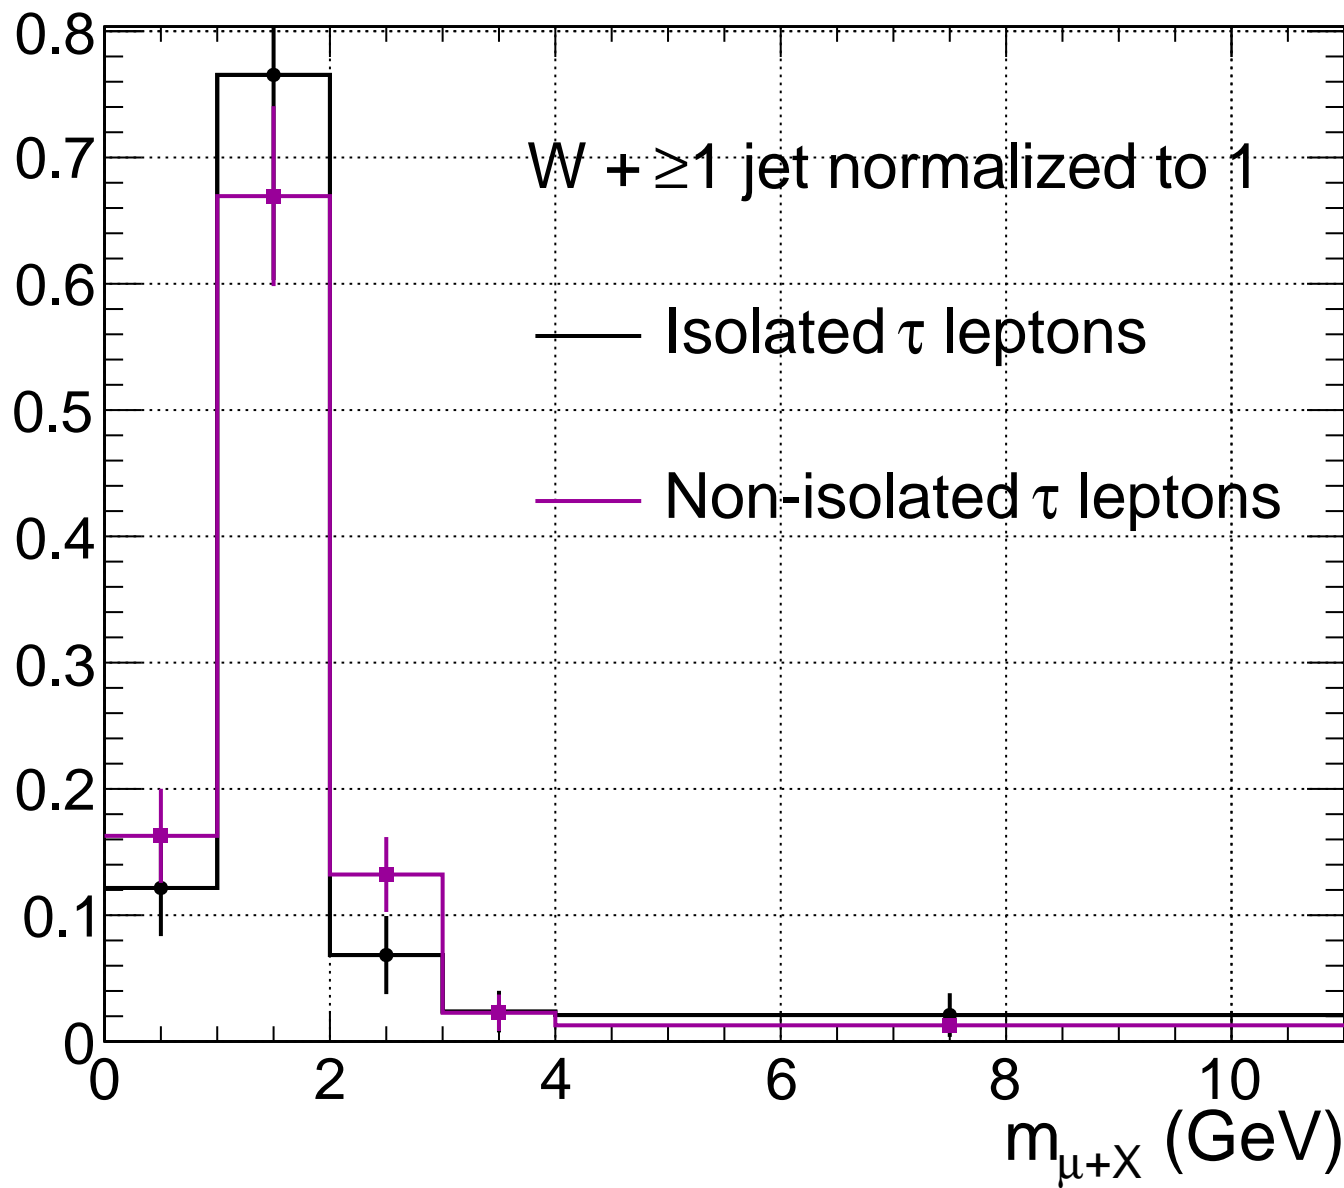 0.8
0.7
W + ≥1 jet normalized to 1
0.6
Isolated τ leptons
0.5
Non-isolated τ leptons
0.4
0.3
0.2
0.1
0
0 2 4 6 8 10
m_{μ+X} (GeV)